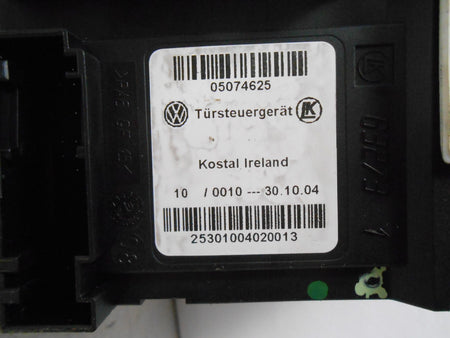 05074625
Türsteuergerät
Kostal Ireland
10 / 0010 --- 30.10.04
25301004020013